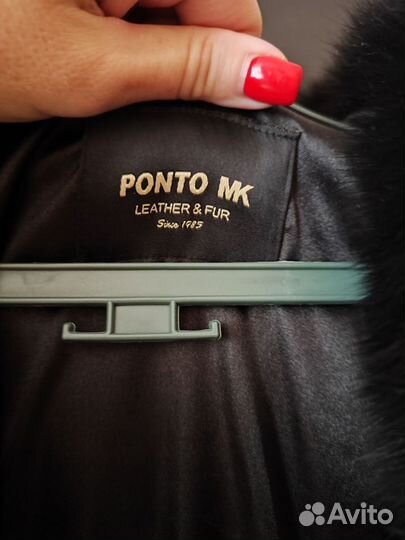 PONTO MK
LEATHER & FUR
Since 1985
Avito